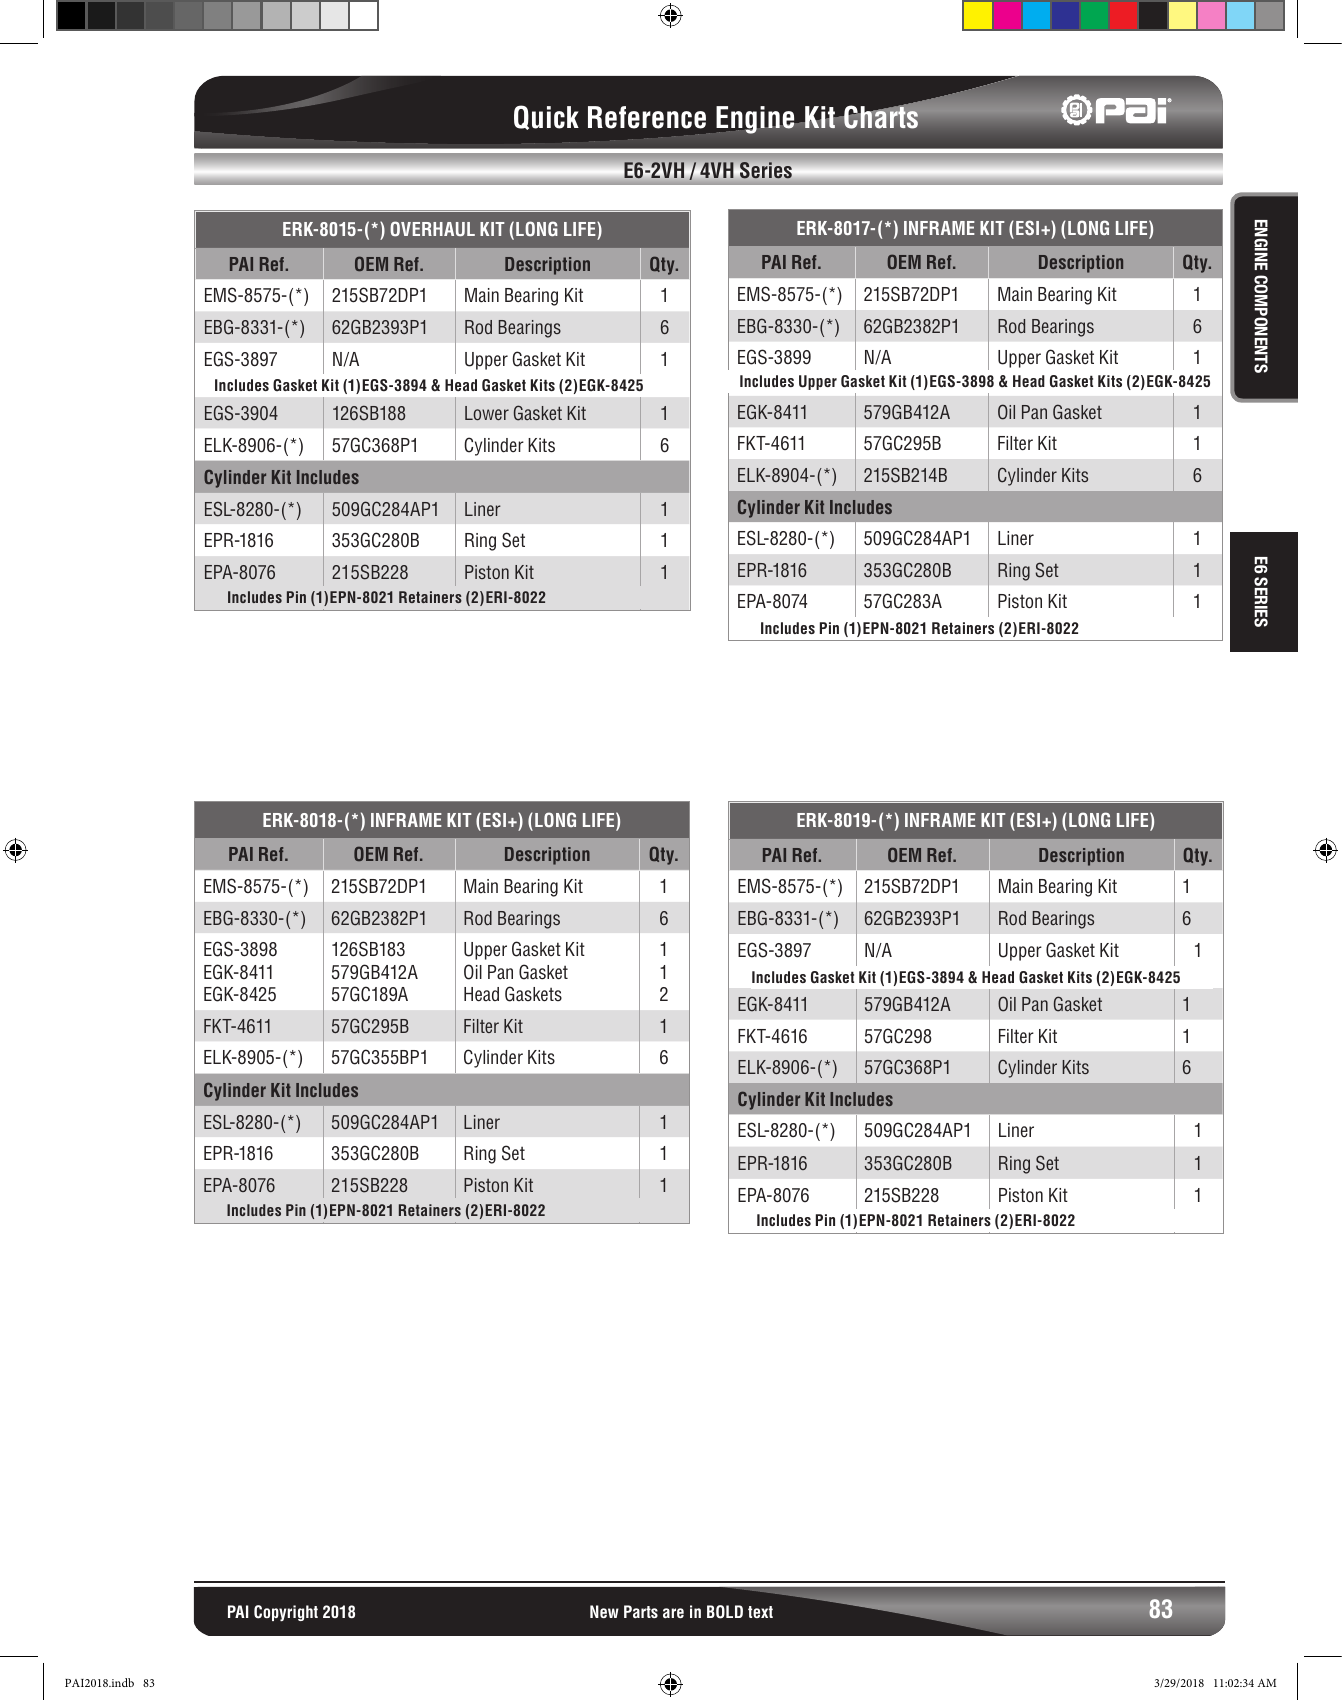 Quick Reference Engine Kit Charts
PAI
pai
E6-2VH / 4VH Series
ERK-8015-(*) OVERHAUL KIT (LONG LIFE)
PAI Ref. OEM Ref. Description Qty.
EMS-8575-(*) 215SB72DP1 Main Bearing Kit 1
EBG-8331-(*) 62GB2393P1 Rod Bearings 6
EGS-3897 N/A Upper Gasket Kit 1
Includes Gasket Kit (1)EGS-3894 & Head Gasket Kits (2)EGK-8425
EGS-3904 126SB188 Lower Gasket Kit 1
ELK-8906-(*) 57GC368P1 Cylinder Kits 6
Cylinder Kit Includes
ESL-8280-(*) 509GC284AP1 Liner 1
EPR-1816 353GC280B Ring Set 1
EPA-8076 215SB228 Piston Kit 1
Includes Pin (1)EPN-8021 Retainers (2)ERI-8022
ERK-8017-(*) INFRAME KIT (ESI+) (LONG LIFE)
PAI Ref. OEM Ref. Description Qty.
EMS-8575-(*) 215SB72DP1 Main Bearing Kit 1
EBG-8330-(*) 62GB2382P1 Rod Bearings 6
EGS-3899 N/A Upper Gasket Kit 1
Includes Upper Gasket Kit (1)EGS-3898 & Head Gasket Kits (2)EGK-8425
EGK-8411 579GB412A Oil Pan Gasket 1
FKT-4611 57GC295B Filter Kit 1
ELK-8904-(*) 215SB214B Cylinder Kits 6
Cylinder Kit Includes
ESL-8280-(*) 509GC284AP1 Liner 1
EPR-1816 353GC280B Ring Set 1
EPA-8074 57GC283A Piston Kit 1
Includes Pin (1)EPN-8021 Retainers (2)ERI-8022
ENGINE COMPONENTS
E6 SERIES
ERK-8018-(*) INFRAME KIT (ESI+) (LONG LIFE)
PAI Ref. OEM Ref. Description Qty.
EMS-8575-(*) 215SB72DP1 Main Bearing Kit 1
EBG-8330-(*) 62GB2382P1 Rod Bearings 6
EGS-3898 126SB183 Upper Gasket Kit 1
EGK-8411 579GB412A Oil Pan Gasket 1
EGK-8425 57GC189A Head Gaskets 2
FKT-4611 57GC295B Filter Kit 1
ELK-8905-(*) 57GC355BP1 Cylinder Kits 6
Cylinder Kit Includes
ESL-8280-(*) 509GC284AP1 Liner 1
EPR-1816 353GC280B Ring Set 1
EPA-8076 215SB228 Piston Kit 1
Includes Pin (1)EPN-8021 Retainers (2)ERI-8022
ERK-8019-(*) INFRAME KIT (ESI+) (LONG LIFE)
PAI Ref. OEM Ref. Description Qty.
EMS-8575-(*) 215SB72DP1 Main Bearing Kit 1
EBG-8331-(*) 62GB2393P1 Rod Bearings 6
EGS-3897 N/A Upper Gasket Kit 1
Includes Gasket Kit (1)EGS-3894 & Head Gasket Kits (2)EGK-8425
EGK-8411 579GB412A Oil Pan Gasket 1
FKT-4616 57GC298 Filter Kit 1
ELK-8906-(*) 57GC368P1 Cylinder Kits 6
Cylinder Kit Includes
ESL-8280-(*) 509GC284AP1 Liner 1
EPR-1816 353GC280B Ring Set 1
EPA-8076 215SB228 Piston Kit 1
Includes Pin (1)EPN-8021 Retainers (2)ERI-8022
PAI Copyright 2018 New Parts are in BOLD text 83
PAI2018.indb 83 3/29/2018 11:02:34 AM